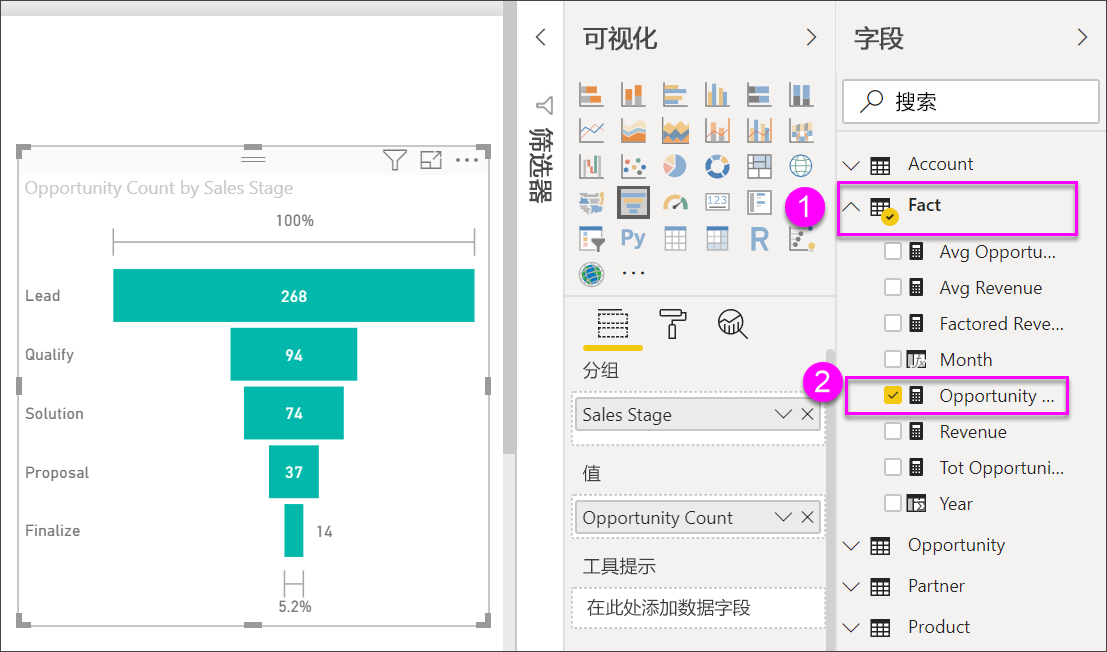 Opportunity Count by Sales Stage
100%
Lead
268
Qualify
94
Solution
74
Proposal
37
Finalize
14
5.2%
筛选器
可视化
123
Py
R
分组
Sales Stage
值
Opportunity Count
工具提示
在此处添加数据字段
字段
搜索
Account
1
Fact
Avg Opportu...
Avg Revenue
Factored Reve...
Month
2
Opportunity ...
Revenue
Tot Opportuni...
Year
Opportunity
Partner
Product